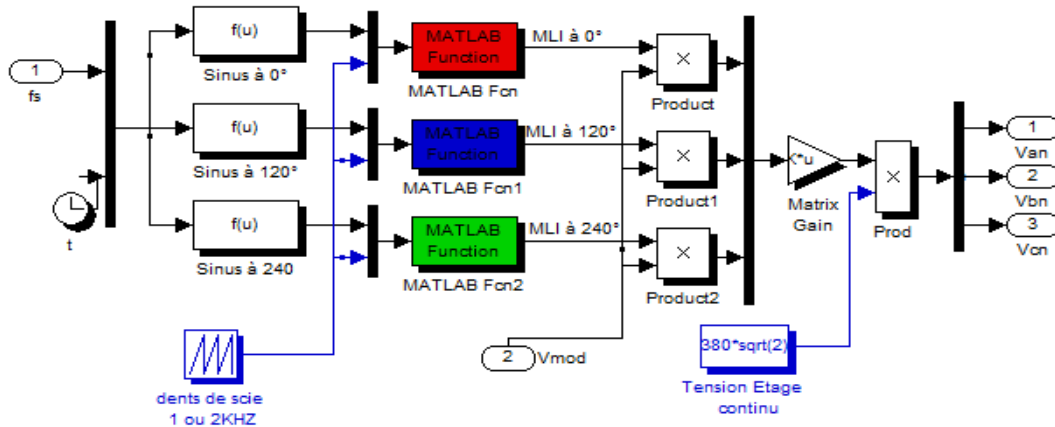 f(u)
Sinus à 0°
1
fs
f(u)
Sinus à 120°
t
f(u)
Sinus à 240
dents de scie
1 ou 2KHZ
MATLAB
Function
MATLAB Fcn
MATLAB
Function
MATLAB Fcn1
MATLAB
Function
MATLAB Fcn2
MLI à 0°
MLI à 120°
MLI à 240°
2
Vmod
×
Product
×
Product1
×
Product2
K*u
Matrix
Gain
380*sqrt(2)
Tension Etage
continu
×
Prod
1
Van
2
Vbn
3
Vcn